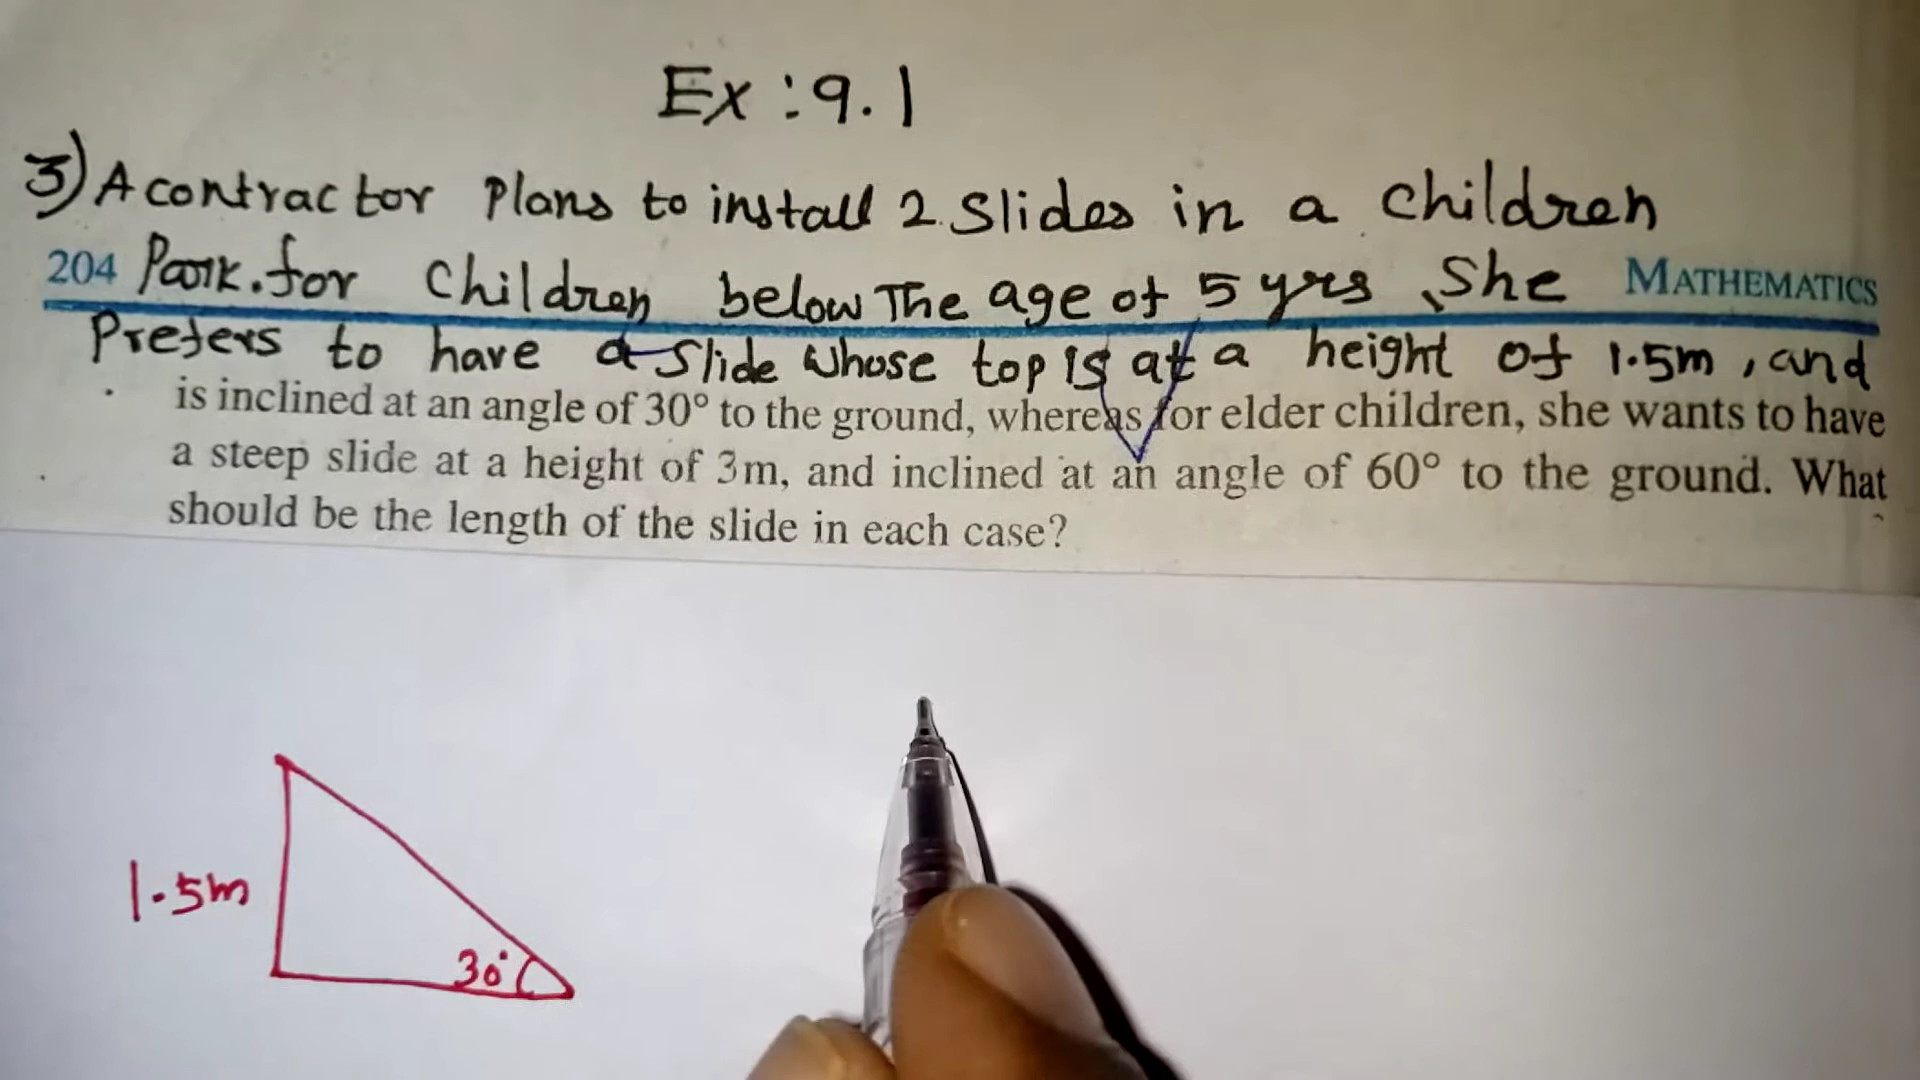 Ex : 9.1
3) A contractor Plans to install 2 Slides in a children
204 Park. for Children below The age of 5 yrs, She MATHEMATICS
Prefers to have a Slide whose top is at a height of 1.5m, and
is inclined at an angle of 30° to the ground, whereas for elder children, she wants to have
a steep slide at a height of 3m, and inclined at an angle of 60° to the ground. What
should be the length of the slide in each case?
1.5m
30°